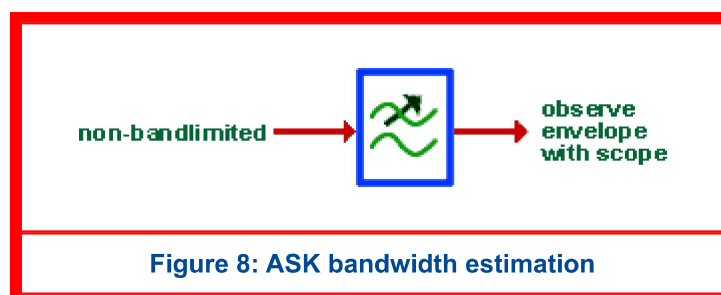 non-bandlimited
observe
envelope
with scope
Figure 8: ASK bandwidth estimation